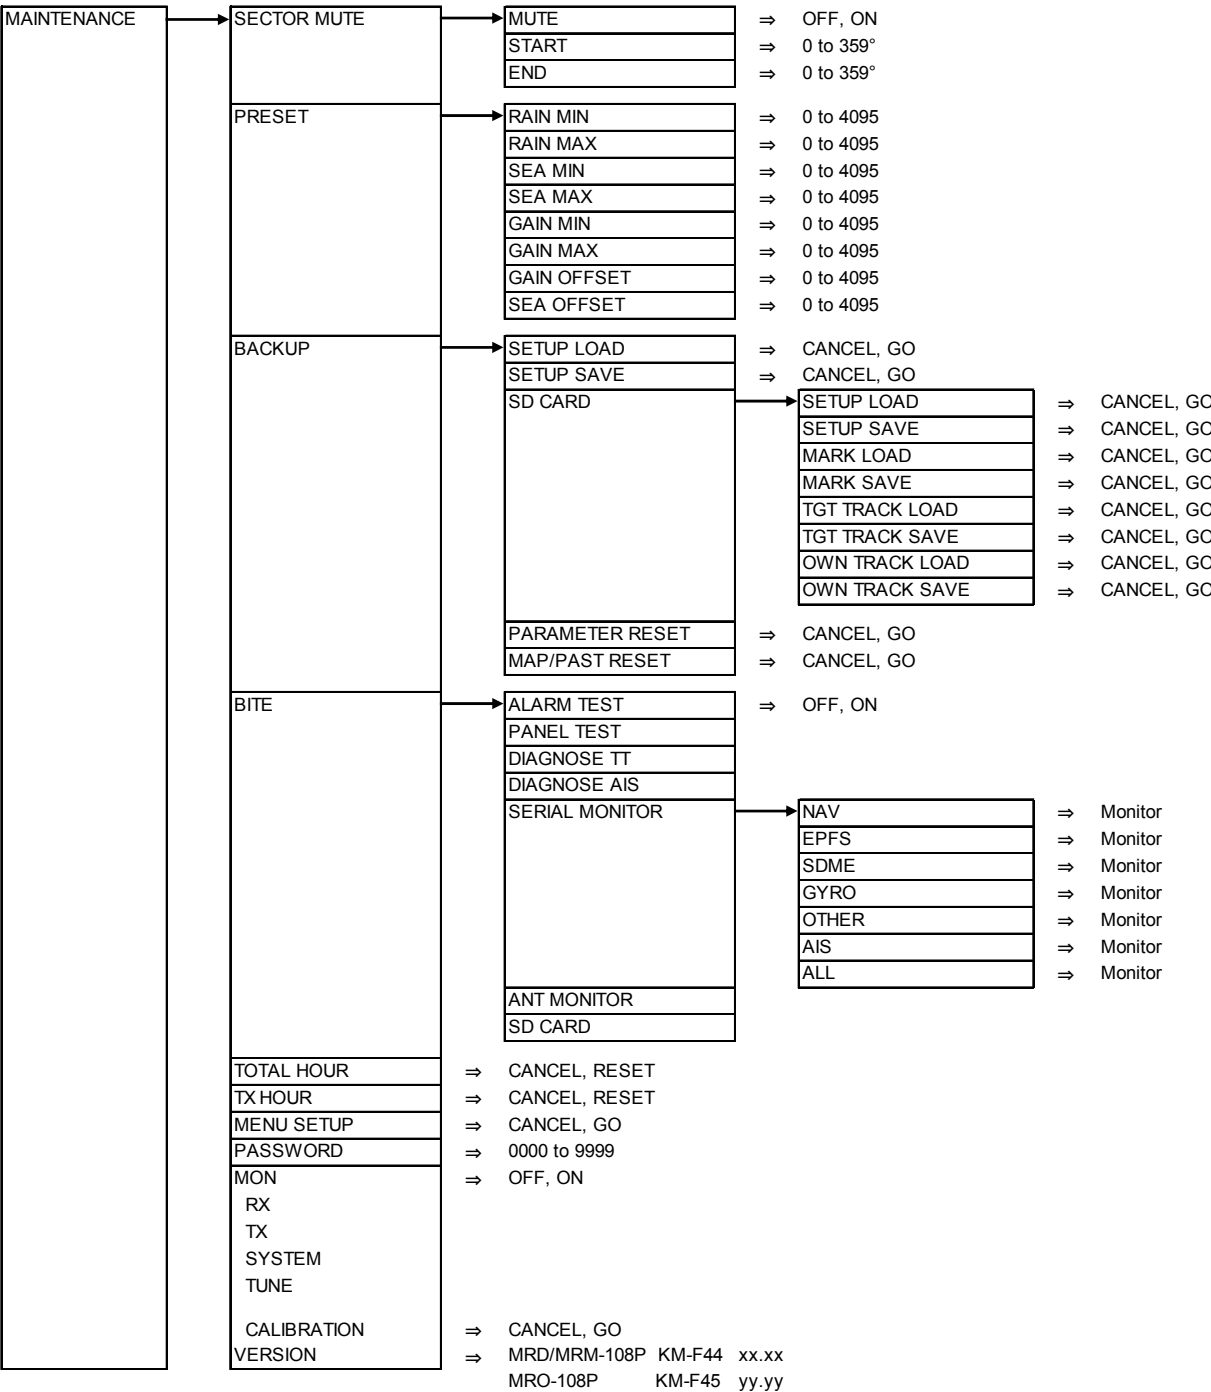 MAINTENANCE SECTOR MUTE MUTE ⇒ OFF, ON
START ⇒ 0 to 359°
END ⇒ 0 to 359°
PRESET RAIN MIN ⇒ 0 to 4095
RAIN MAX ⇒ 0 to 4095
SEA MIN ⇒ 0 to 4095
SEA MAX ⇒ 0 to 4095
GAIN MIN ⇒ 0 to 4095
GAIN MAX ⇒ 0 to 4095
GAIN OFFSET ⇒ 0 to 4095
SEA OFFSET ⇒ 0 to 4095
BACKUP SETUP LOAD ⇒ CANCEL, GO
SETUP SAVE ⇒ CANCEL, GO
SD CARD SETUP LOAD ⇒ CANCEL, GO
SETUP SAVE ⇒ CANCEL, GO
MARK LOAD ⇒ CANCEL, GO
MARK SAVE ⇒ CANCEL, GO
TGT TRACK LOAD ⇒ CANCEL, GO
TGT TRACK SAVE ⇒ CANCEL, GO
OWN TRACK LOAD ⇒ CANCEL, GO
OWN TRACK SAVE ⇒ CANCEL, GO
PARAMETER RESET ⇒ CANCEL, GO
MAP/PAST RESET ⇒ CANCEL, GO
BITE ALARM TEST ⇒ OFF, ON
PANEL TEST
DIAGNOSE TT
DIAGNOSE AIS
SERIAL MONITOR NAV ⇒ Monitor
EPFS ⇒ Monitor
SDME ⇒ Monitor
GYRO ⇒ Monitor
OTHER ⇒ Monitor
AIS ⇒ Monitor
ALL ⇒ Monitor
ANT MONITOR
SD CARD
TOTAL HOUR ⇒ CANCEL, RESET
TX HOUR ⇒ CANCEL, RESET
MENU SETUP ⇒ CANCEL, GO
PASSWORD ⇒ 0000 to 9999
MON ⇒ OFF, ON
RX
TX
SYSTEM
TUNE
CALIBRATION ⇒ CANCEL, GO
VERSION ⇒ MRD/MRM-108P KM-F44 xx.xx
MRO-108P KM-F45 yy.yy